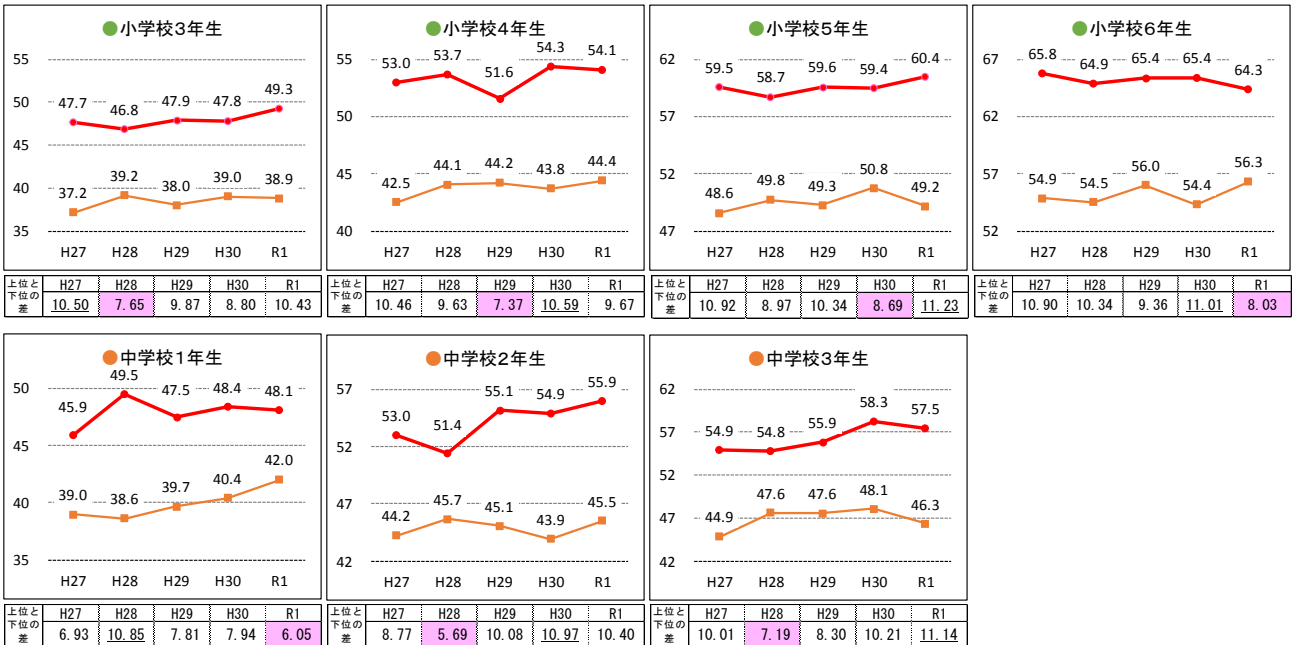 ●小学校3年生
55
50
45
40
35
47.7 46.8 47.9 47.8 49.3
37.2 39.2 38.0 39.0 38.9
H27 H28 H29 H30 R1
上位と下位の差 H27 H28 H29 H30 R1
10.50 7.65 9.87 8.80 10.43
●小学校4年生
55
50
45
40
53.0 53.7 51.6 54.3 54.1
42.5 44.1 44.2 43.8 44.4
H27 H28 H29 H30 R1
上位と下位の差 H27 H28 H29 H30 R1
10.46 9.63 7.37 10.59 9.67
●小学校5年生
62
57
52
47
59.5 58.7 59.6 59.4 60.4
48.6 49.8 49.3 50.8 49.2
H27 H28 H29 H30 R1
上位と下位の差 H27 H28 H29 H30 R1
10.92 8.97 10.34 8.69 11.23
●小学校6年生
67
62
57
52
65.8 64.9 65.4 65.4 64.3
54.9 54.5 56.0 54.4 56.3
H27 H28 H29 H30 R1
上位と下位の差 H27 H28 H29 H30 R1
10.90 10.34 9.36 11.01 8.03
●中学校1年生
50
45
40
35
45.9 49.5 47.5 48.4 48.1
39.0 38.6 39.7 40.4 42.0
H27 H28 H29 H30 R1
上位と下位の差 H27 H28 H29 H30 R1
6.93 10.85 7.81 7.94 6.05
●中学校2年生
57
52
47
42
53.0 51.4 55.1 54.9 55.9
44.2 45.7 45.1 43.9 45.5
H27 H28 H29 H30 R1
上位と下位の差 H27 H28 H29 H30 R1
8.77 5.69 10.08 10.97 10.40
●中学校3年生
62
57
52
47
42
54.9 54.8 55.9 58.3 57.5
44.9 47.6 47.6 48.1 46.3
H27 H28 H29 H30 R1
上位と下位の差 H27 H28 H29 H30 R1
10.01 7.19 8.30 10.21 11.14